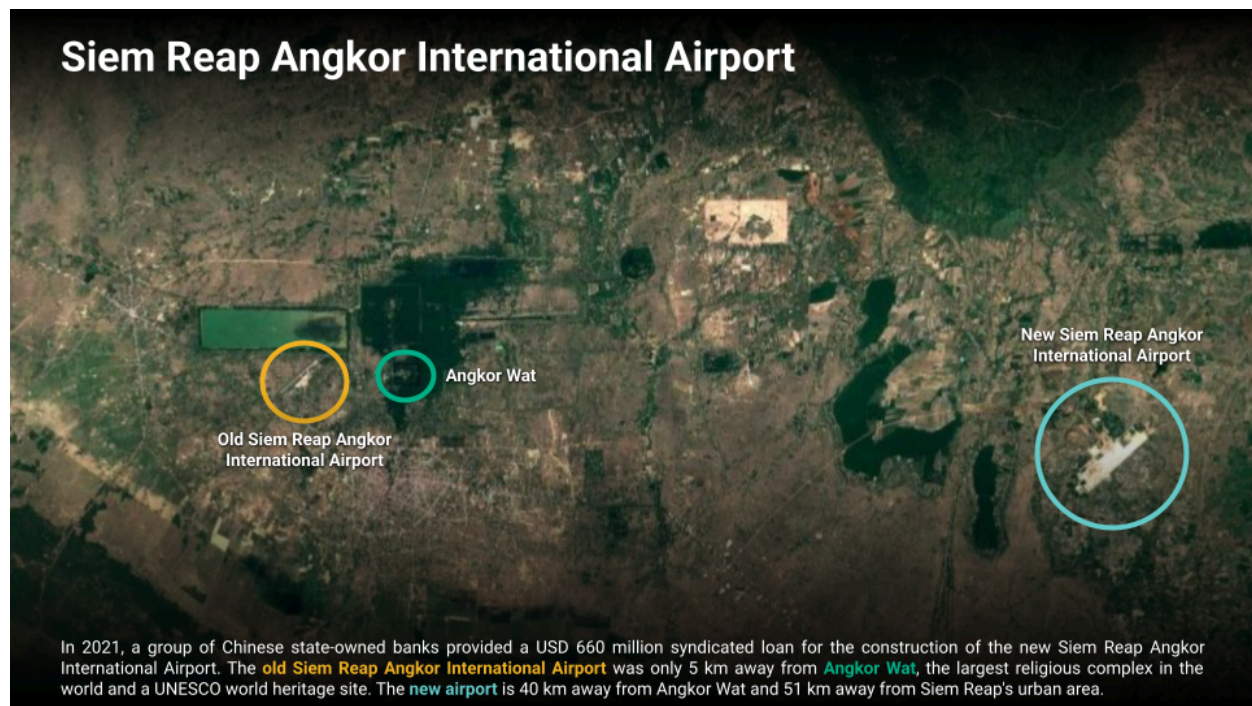 Siem Reap Angkor International Airport
New Siem Reap Angkor
International Airport
Angkor Wat
Old Siem Reap Angkor
International Airport
In 2021, a group of Chinese state-owned banks provided a USD 660 million syndicated loan for the construction of the new Siem Reap Angkor
International Airport. The old Siem Reap Angkor International Airport was only 5 km away from Angkor Wat, the largest religious complex in the
world and a UNESCO world heritage site. The new airport is 40 km away from Angkor Wat and 51 km away from Siem Reap's urban area.